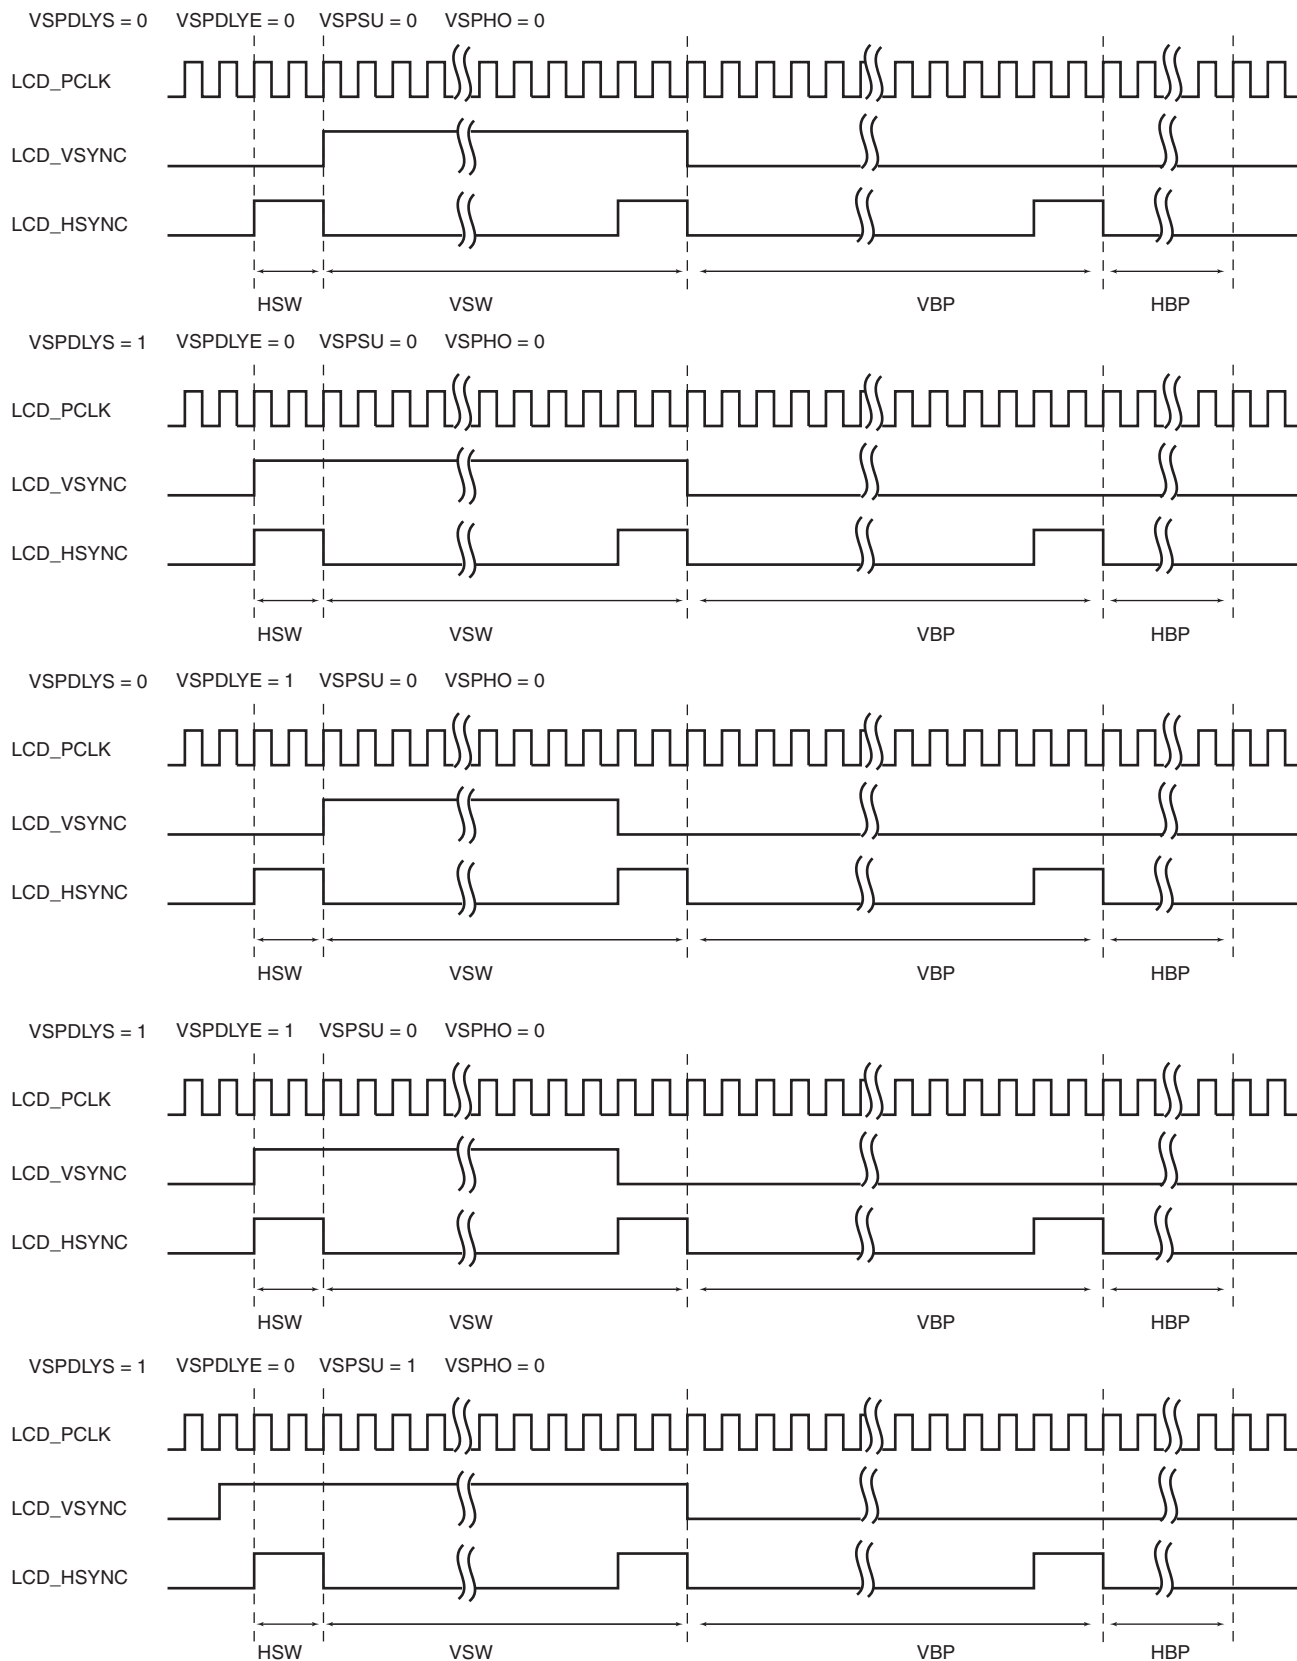 VSPDLYS = 0 VSPDLYE = 0 VSPSU = 0 VSPHO = 0
LCD_PCLK
LCD_VSYNC
LCD_HSYNC
HSW VSW VBP HBP
VSPDLYS = 1 VSPDLYE = 0 VSPSU = 0 VSPHO = 0
LCD_PCLK
LCD_VSYNC
LCD_HSYNC
HSW VSW VBP HBP
VSPDLYS = 0 VSPDLYE = 1 VSPSU = 0 VSPHO = 0
LCD_PCLK
LCD_VSYNC
LCD_HSYNC
HSW VSW VBP HBP
VSPDLYS = 1 VSPDLYE = 1 VSPSU = 0 VSPHO = 0
LCD_PCLK
LCD_VSYNC
LCD_HSYNC
HSW VSW VBP HBP
VSPDLYS = 1 VSPDLYE = 0 VSPSU = 1 VSPHO = 0
LCD_PCLK
LCD_VSYNC
LCD_HSYNC
HSW VSW VBP HBP